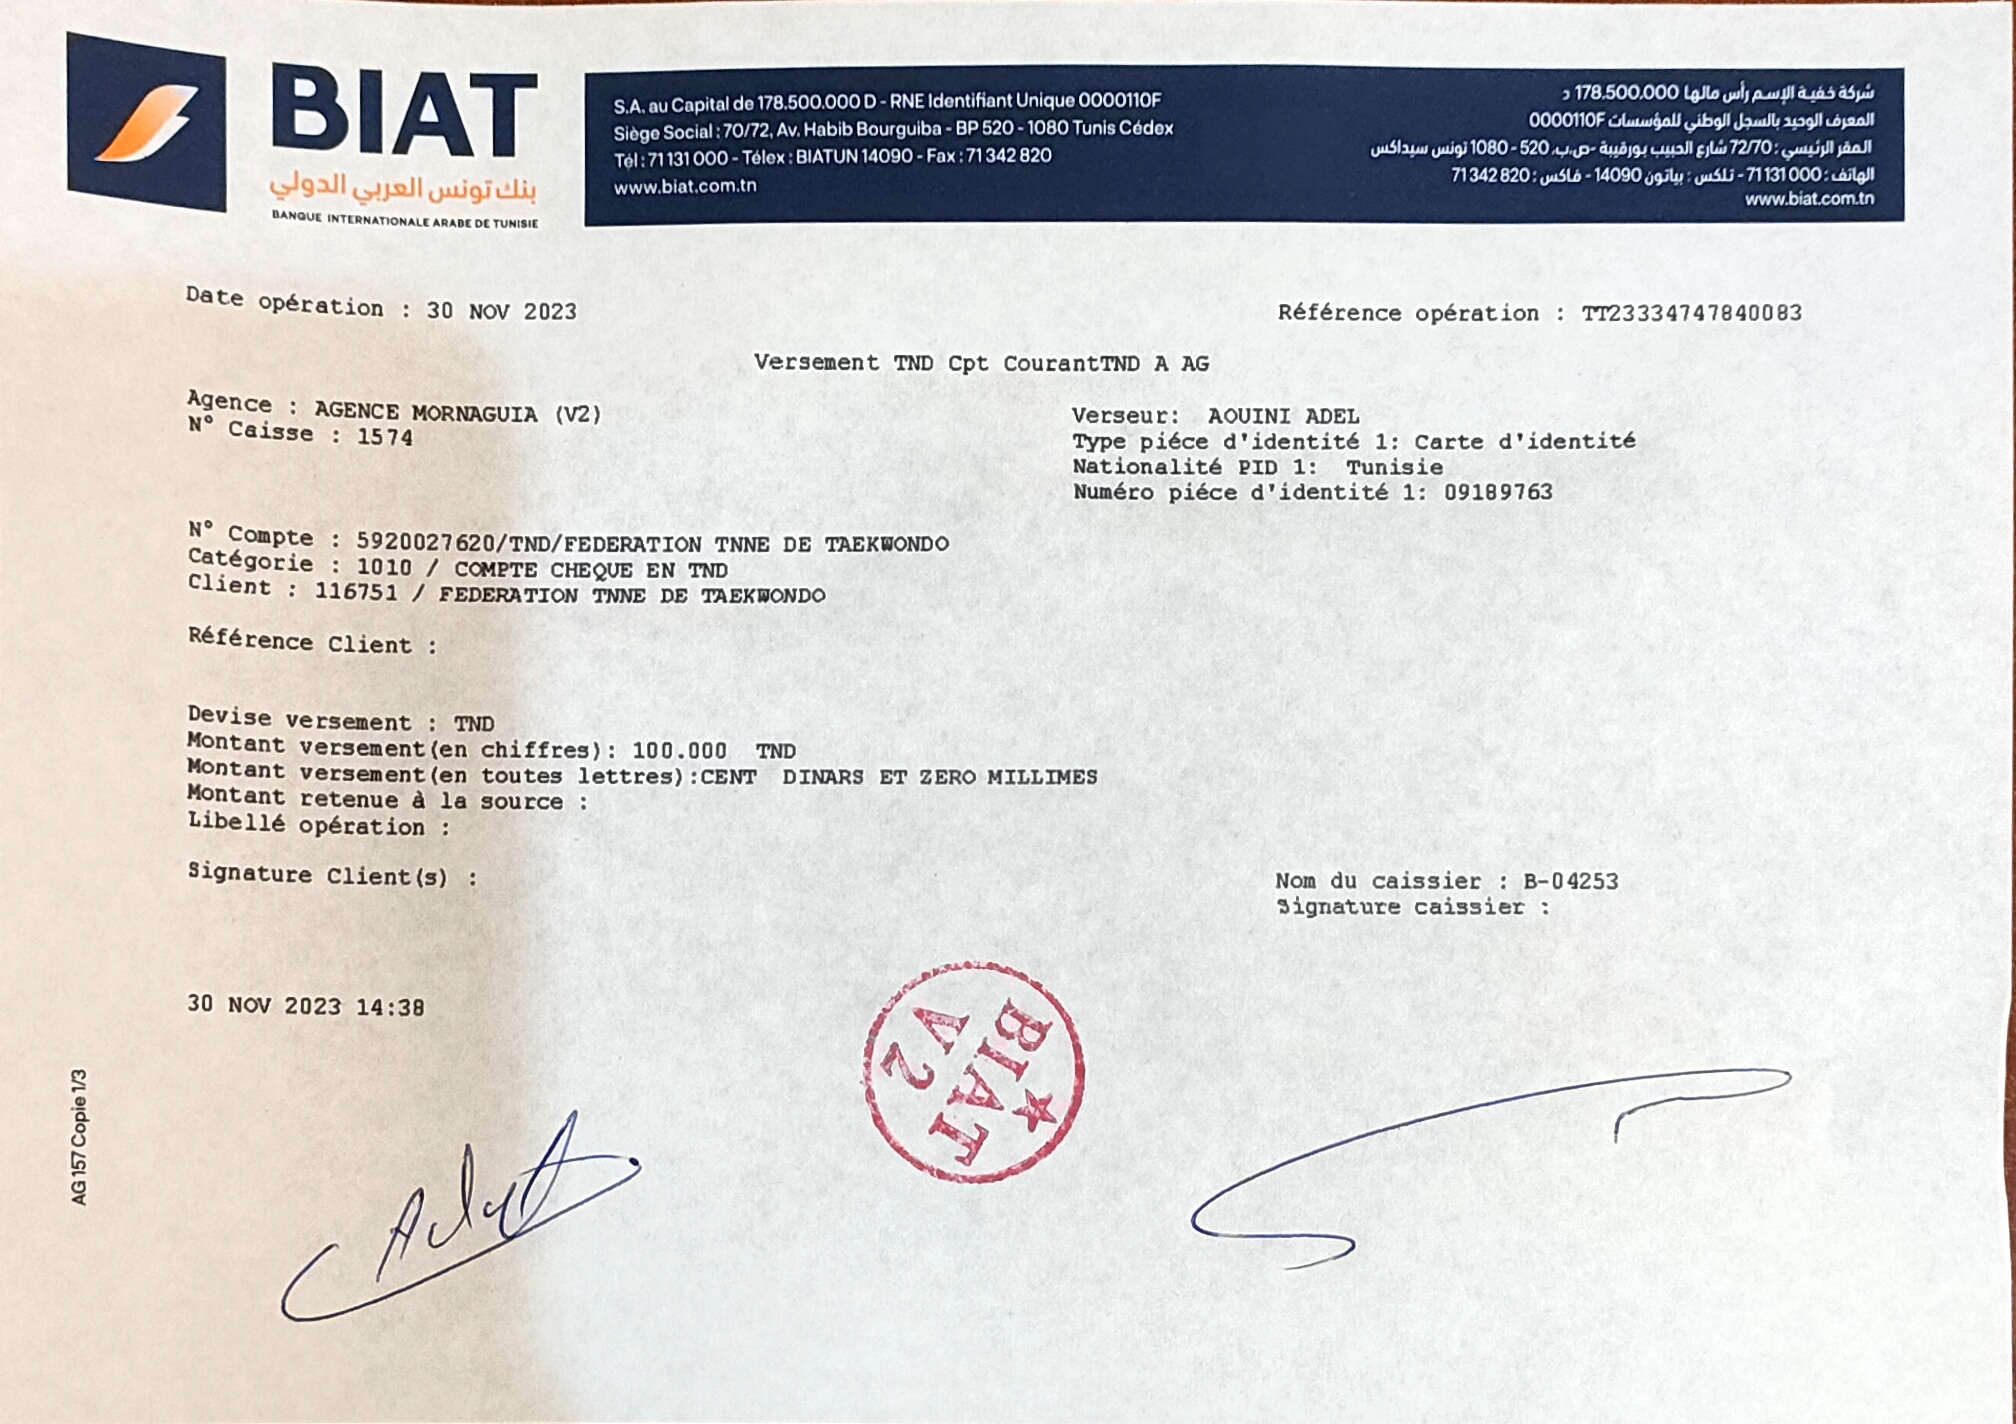 BIAT
بنك تونس العربي الدولي
BANQUE INTERNATIONALE ARABE DE TUNISIE
S.A. au Capital de 178.500.000 D - RNE Identifiant Unique 0000110F
Siège Social : 70/72, Av. Habib Bourguiba - BP 520 - 1080 Tunis Cédex
Tél : 71 131 000 - Télex : BIATUN 14090 - Fax : 71 342 820
www.biat.com.tn
شركة خفية الإسم رأس مالها 178.500.000 د
المعرف الوحيد بالسجل الوطني للمؤسسات 0000110F
المقر الرئيسي : 72/70 شارع الحبيب بورقيبة -ص.ب. 520 - 1080 تونس سيداكس
الهاتف : 71 131 000 - تلكس : بياتون 14090 - فاكس : 71 342 820
www.biat.com.tn
Date opération : 30 NOV 2023
Référence opération : TT23334747840083
Versement TND Cpt CourantTND A AG
Agence : AGENCE MORNAGUIA (V2)
N° Caisse : 1574
Verseur: AOUINI ADEL
Type piéce d'identité 1: Carte d'identité
Nationalité PID 1: Tunisie
Numéro piéce d'identité 1: 09189763
N° Compte : 5920027620/TND/FEDERATION TNNE DE TAEKWONDO
Catégorie : 1010 / COMPTE CHEQUE EN TND
Client : 116751 / FEDERATION TNNE DE TAEKWONDO
Référence Client :
Devise versement : TND
Montant versement(en chiffres): 100.000 TND
Montant versement(en toutes lettres):CENT DINARS ET ZERO MILLIMES
Montant retenue à la source :
Libellé opération :
Signature Client(s) :
Nom du caissier : B-04253
Signature caissier :
30 NOV 2023 14:38
BIAT
V2
AG 157 Copie 1/3